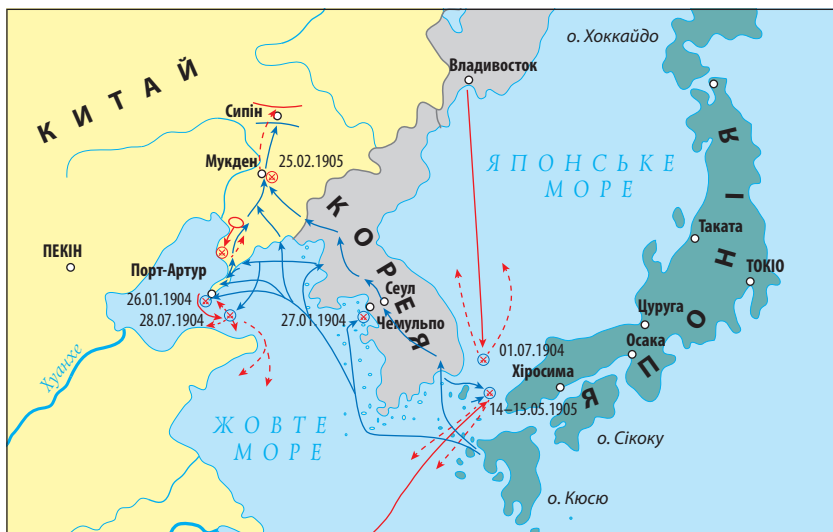 о. Хоккайдо
Владивосток
КИТАЙ
Сипін
Мукден
25.02.1905
ЯПОНСЬКЕ
МОРЕ
КОРЕЯ
ЯПОНІЯ
Таката
ТОКІО
ПЕКІН
Порт-Артур
Сеул
26.01.1904
28.07.1904
27.01.1904
Чемульпо
Цуруга
Осака
01.07.1904
Хіросима
14–15.05.1905
Хуанхе
ЖОВТЕ
МОРЕ
о. Сікоку
о. Кюсю